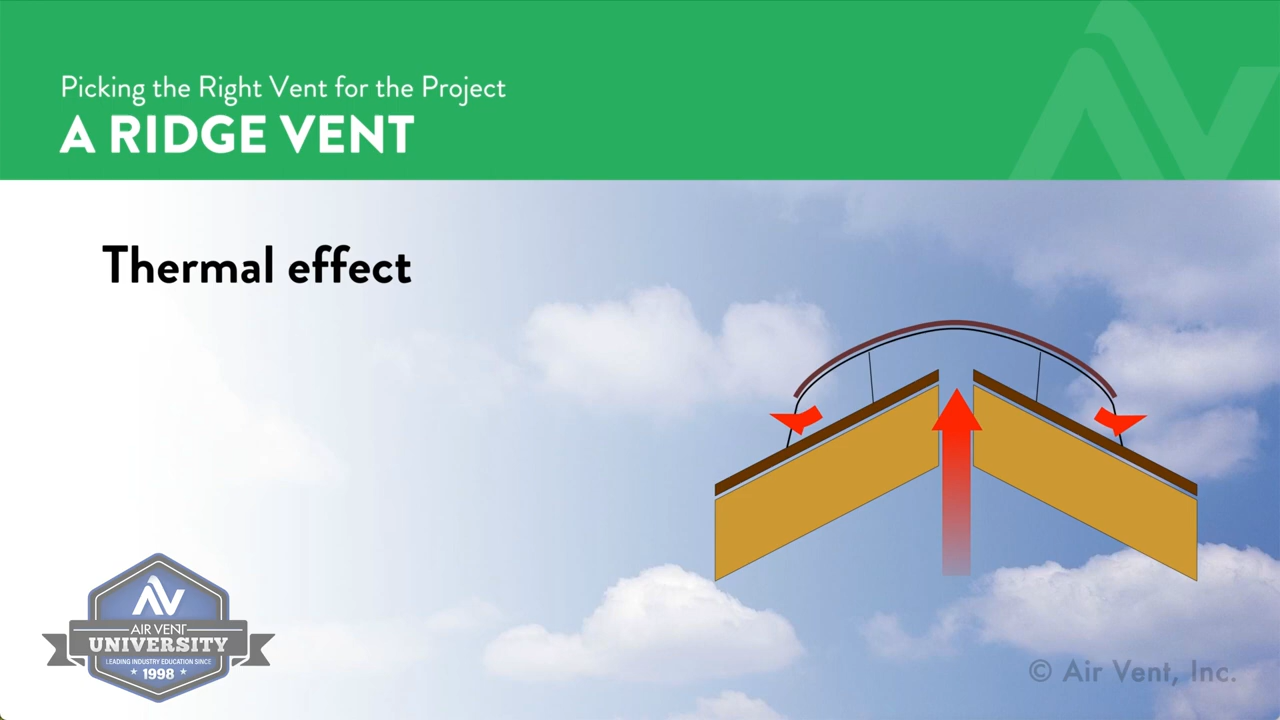 Picking the Right Vent for the Project
A RIDGE VENT
Thermal effect
AIR VENT
UNIVERSITY
LEADING INDUSTRY EDUCATION SINCE
1998
© Air Vent, Inc.